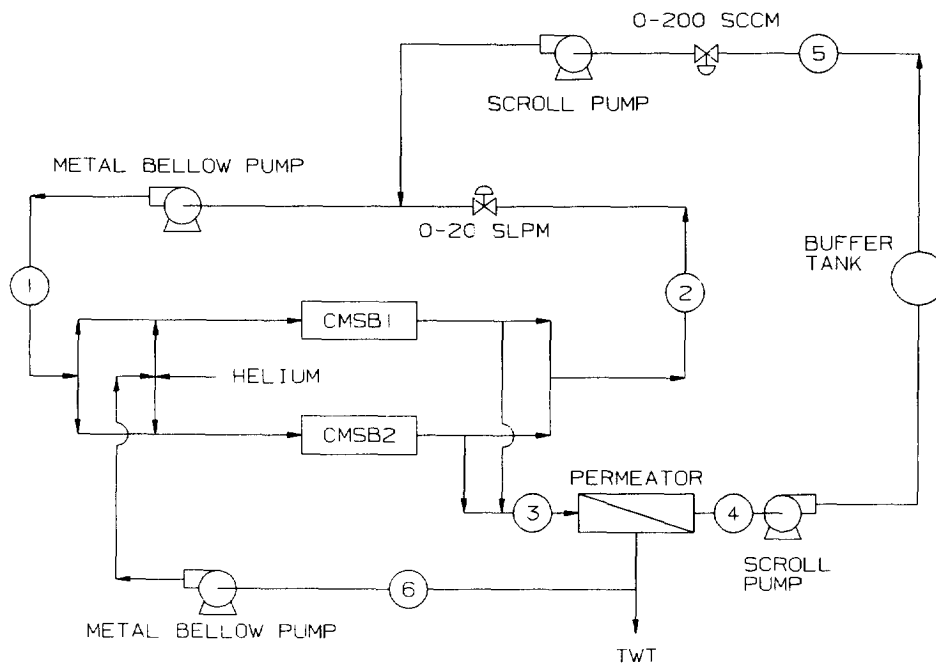 0-200 SCCM
5
SCROLL PUMP
METAL BELLOW PUMP
0-20 SLPM
BUFFER
TANK
1
2
CMSB1
HELIUM
CMSB2
PERMEATOR
3
4
SCROLL
PUMP
6
METAL BELLOW PUMP
TWT